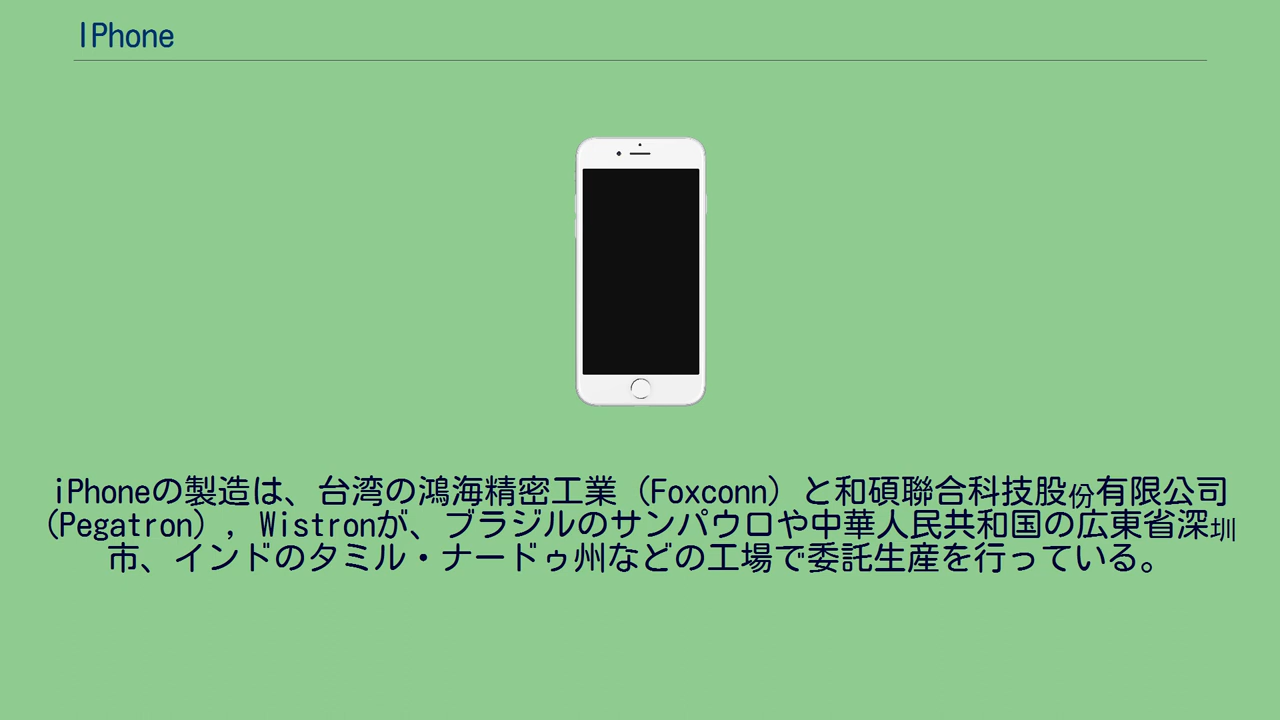 IPhone
iPhoneの製造は、台湾の鴻海精密工業（Foxconn）と和碩聯合科技股份有限公司
（Pegatron）, Wistronが、ブラジルのサンパウロや中華人民共和国の広東省深圳
市、インドのタミル・ナードゥ州などの工場で委託生産を行っている。